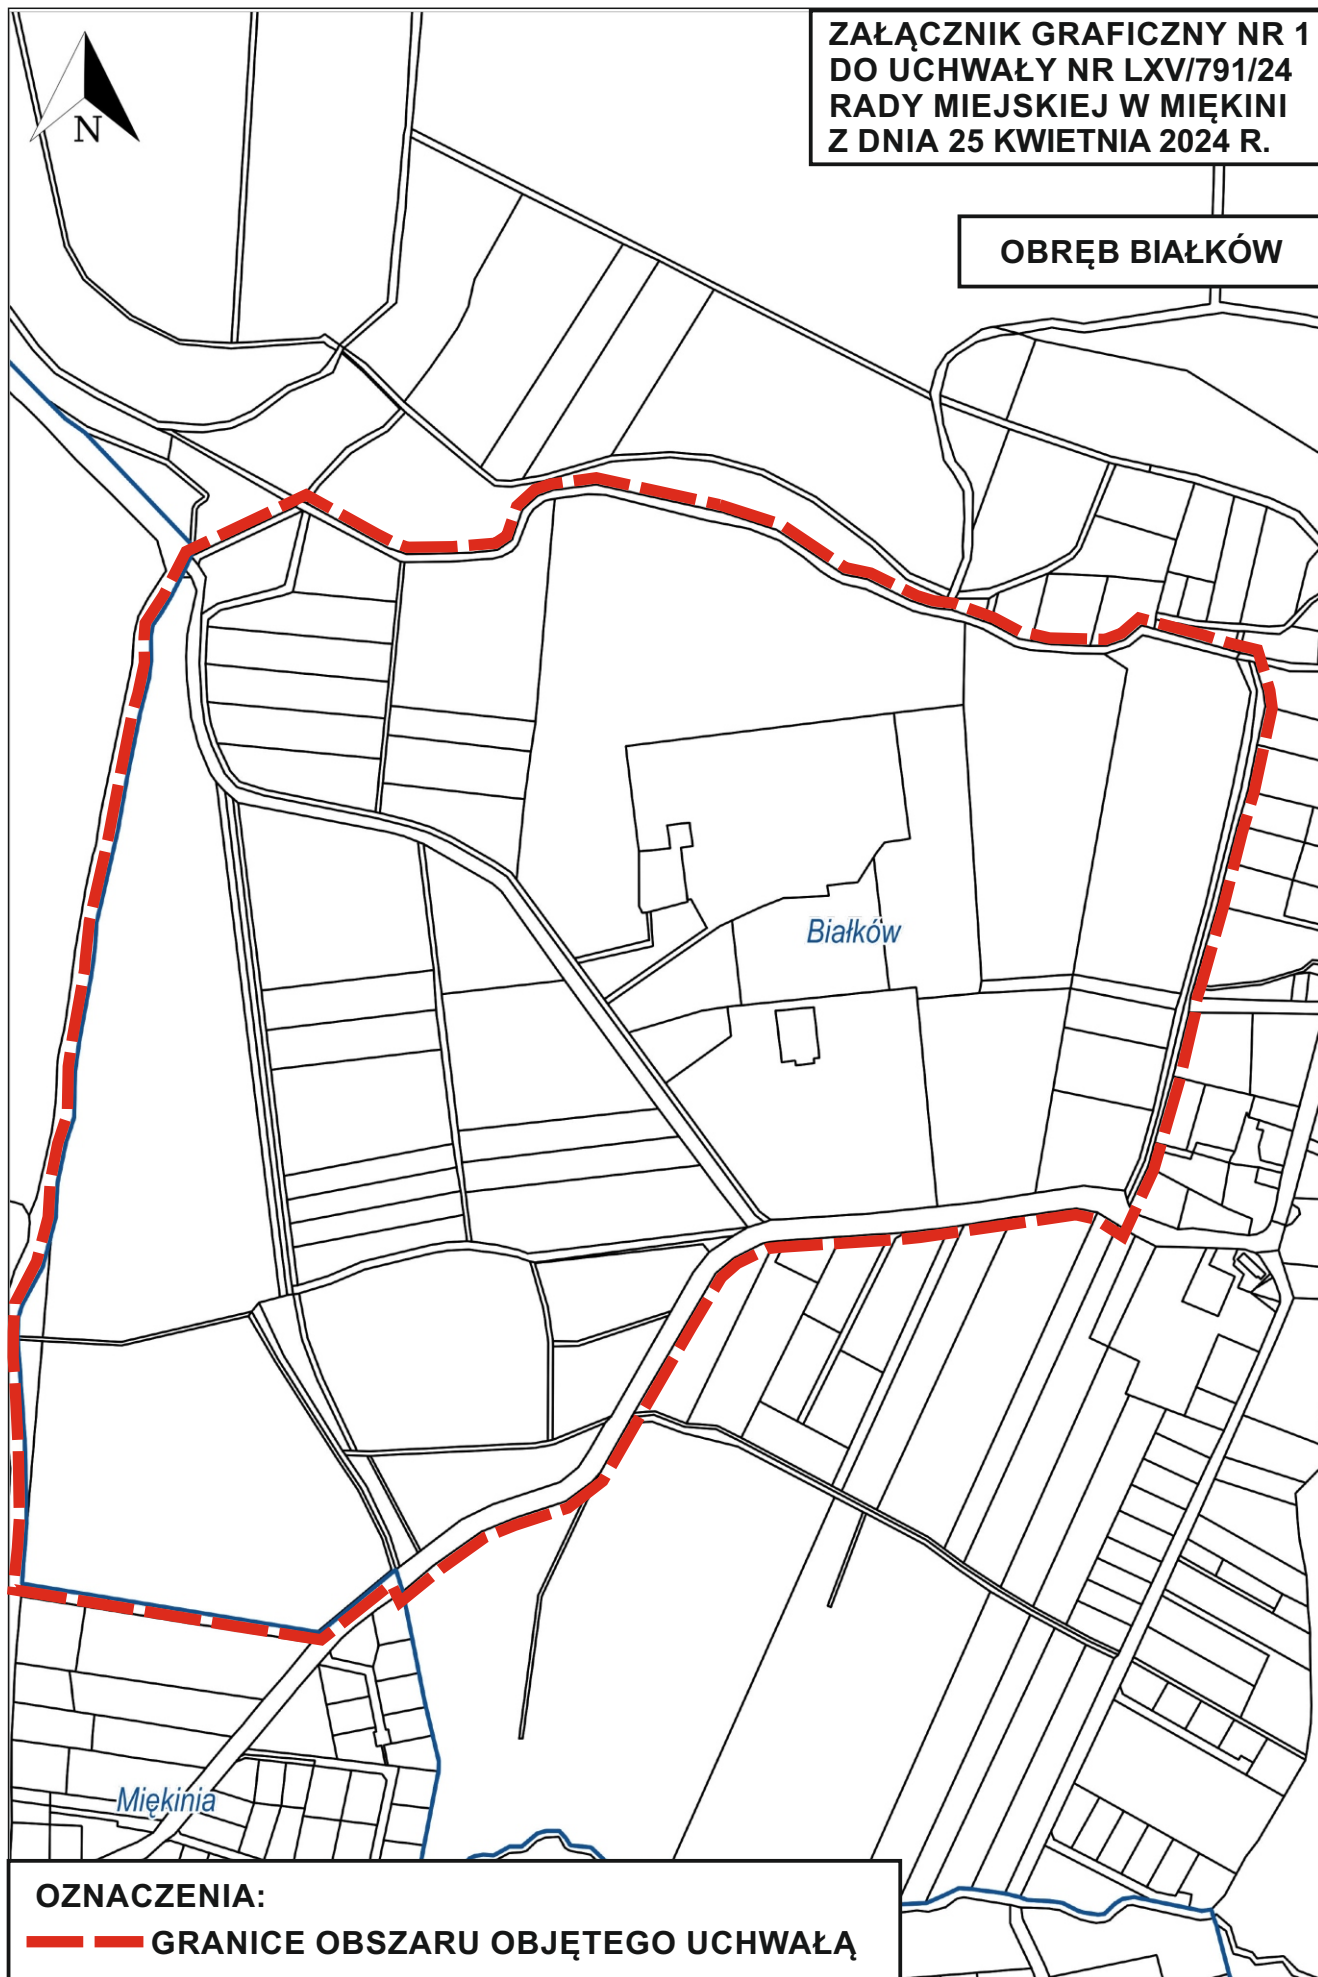 ZAŁĄCZNIK GRAFICZNY NR 1
DO UCHWAŁY NR LXV/791/24
RADY MIEJSKIEJ W MIĘKINI
Z DNIA 25 KWIETNIA 2024 R.
N
OBRĘB BIAŁKÓW
Białków
Miękinia
OZNACZENIA:
GRANICE OBSZARU OBJĘTEGO UCHWAŁĄ